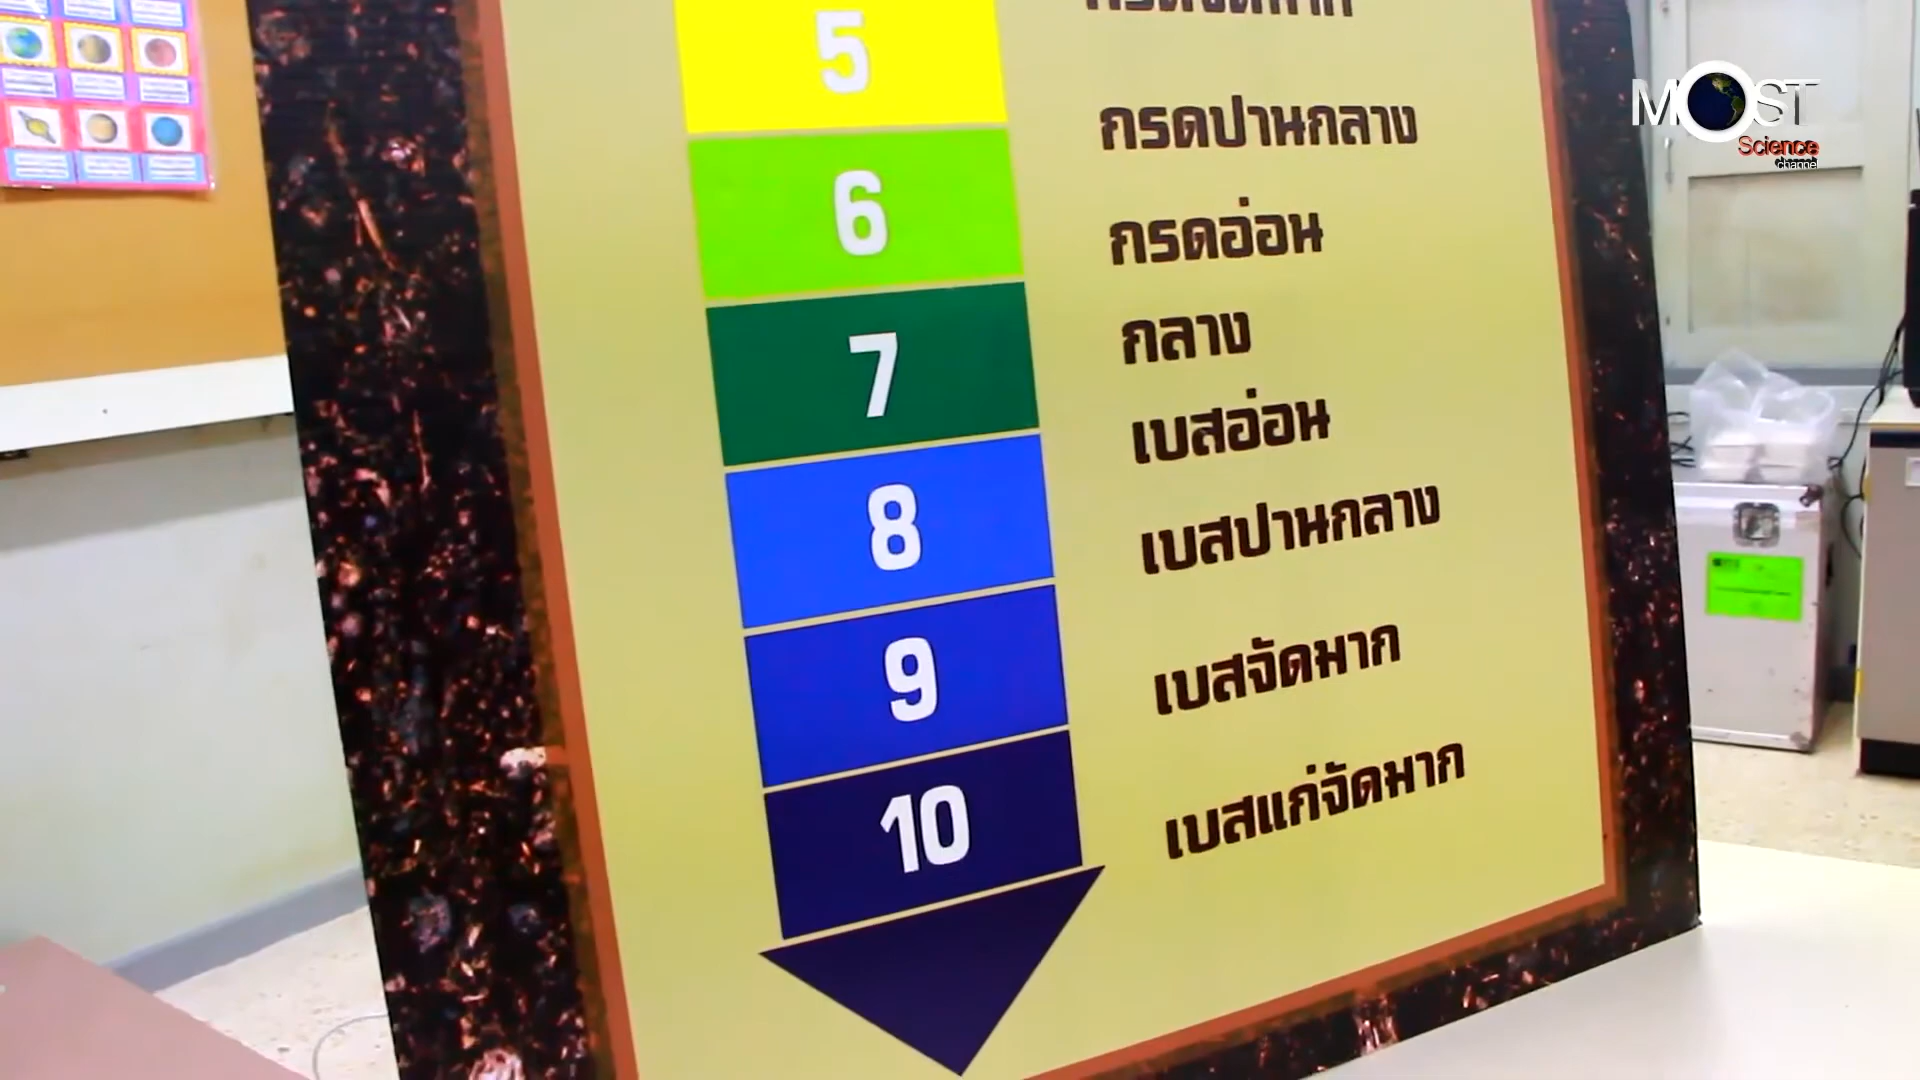 5
กรดปานกลาง
6
กรดอ่อน
7
กลาง
เบสอ่อน
8
เบสปานกลาง
9
เบสจัดมาก
10
เบสแก่จัดมาก
MOST
Science
channel